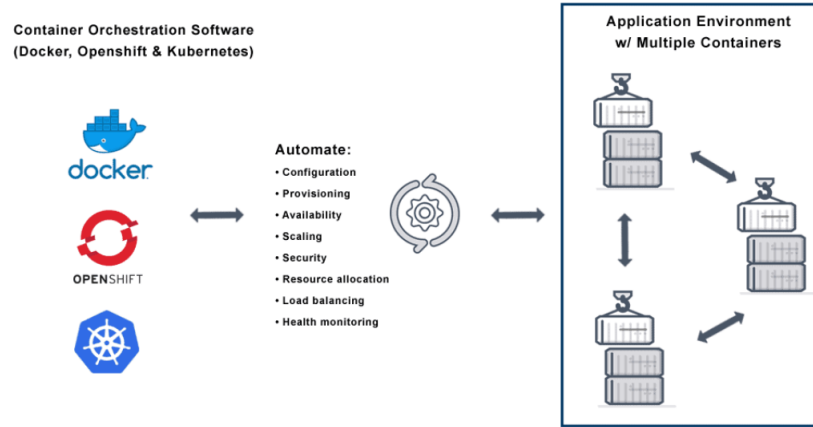 Container Orchestration Software
(Docker, Openshift & Kubernetes)
docker
OPENSHIFT
Automate:
• Configuration
• Provisioning
• Availability
• Scaling
• Security
• Resource allocation
• Load balancing
• Health monitoring
Application Environment
w/ Multiple Containers